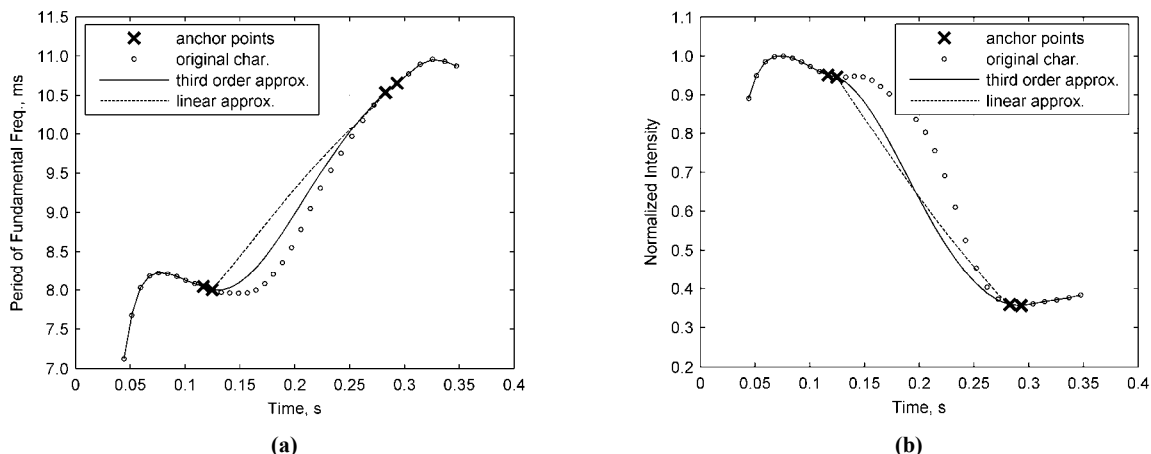 11.5
11.0
10.5
10.0
9.5
9.0
8.5
8.0
7.5
7.0
Period of Fundamental Freq., ms
anchor points
original char.
third order approx.
linear approx.
0 0.05 0.1 0.15 0.2 0.25 0.3 0.35 0.4
Time, s
(a)
1.1
1.0
0.9
0.8
0.7
0.6
0.5
0.4
0.3
0.2
Normalized Intensity
anchor points
original char.
third order approx.
linear approx.
0 0.05 0.1 0.15 0.2 0.25 0.3 0.35 0.4
Time, s
(b)